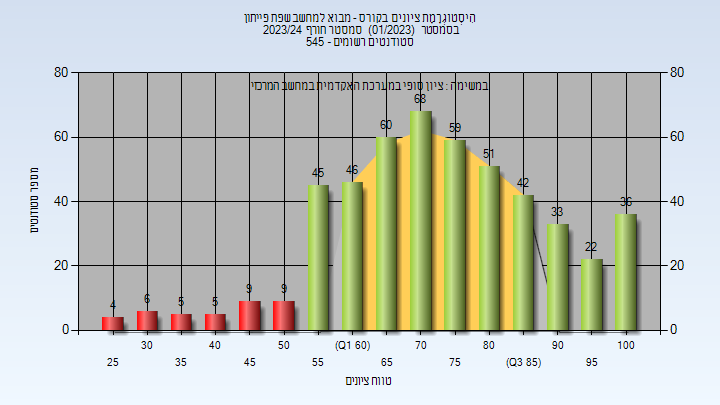 היסטוגרמת ציונים בקורס - מבוא למחשב שפת פייתון
בסמסטר (01/2023) סמסטר חורף 2023/24
סטודנטים רשומים - 545
במשימה : ציון סופי במערכת האקדמית במחשב המרכזי
מספר סטודנטים
80 80
60 60
40 40
20 20
0 0
4 6 5 5 9 9 45 46 60 68 59 51 42 33 22 36
30 40 50 (Q1 60) 70 80 90 100
25 35 45 55 65 75 (Q3 85) 95
טווח ציונים